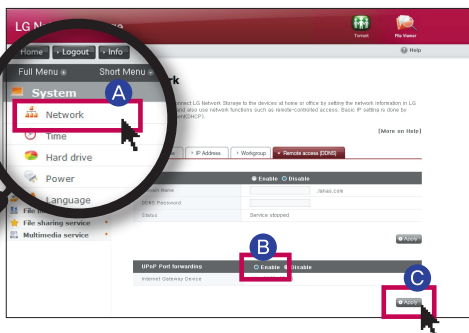 LG N
Torrent
File Viewer
Home
Logout
Info
Help
Full Menu
Short Menu
System
A
rk
Network
connect LG Network Storage to the devices at home or office by setting the network information in LG
and also use network functions such as remote-controlled access. Basic IP setting is done by
ment(DHCP).
[More on Help]
Time
IP Address
Workgroup
Remote access (DDNS)
Hard drive
Enable
Disable
Power
Name
.lgnas.com
DDNS Password
Language
Status
Service stopped
File sharing service
Multimedia service
Apply
B
UPnP Port forwarding
Enable
Disable
Internet Gateway Device
C
Apply